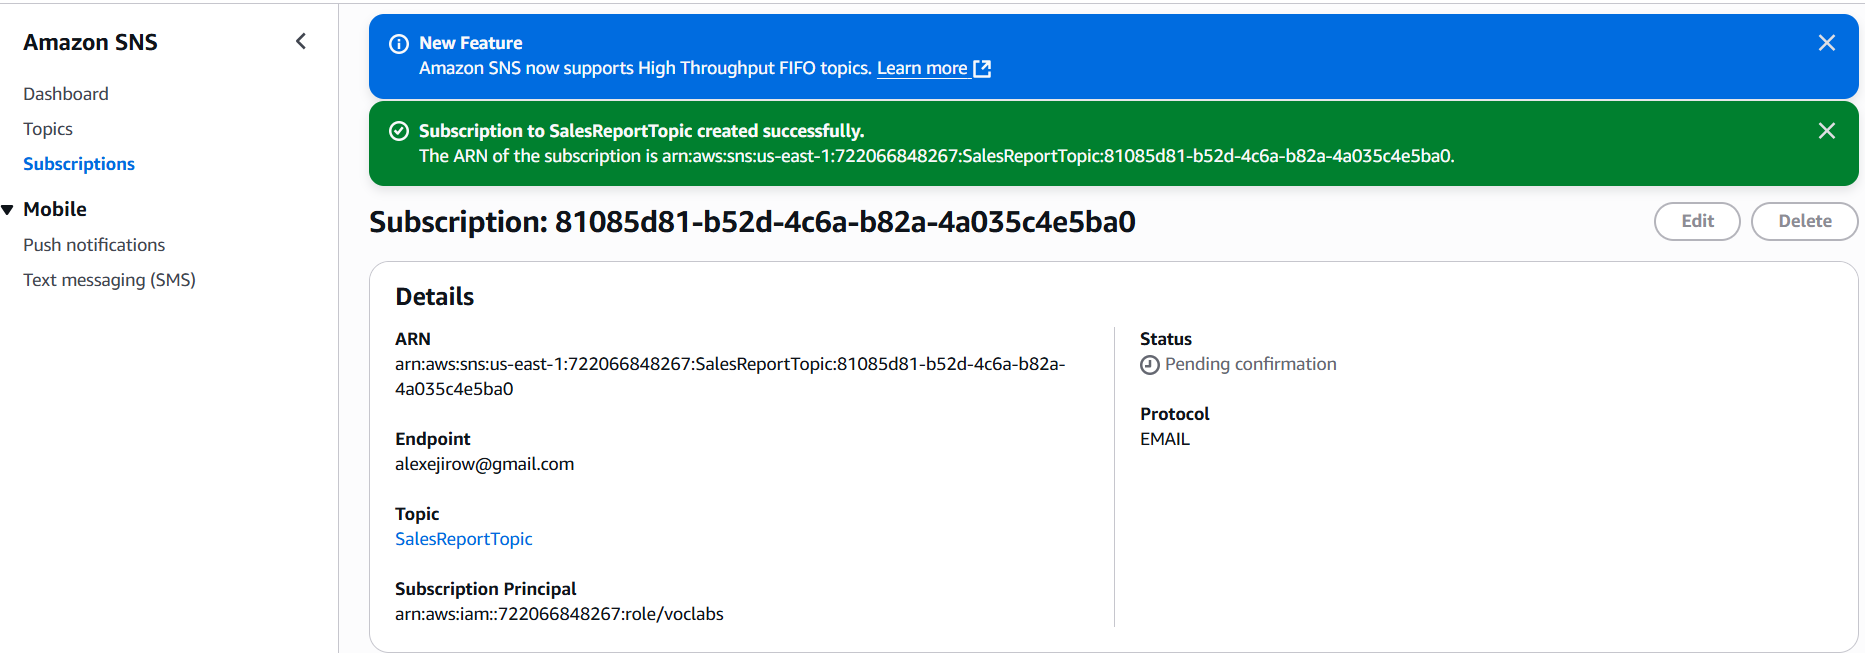 Amazon SNS
Dashboard
Topics
Subscriptions
Mobile
Push notifications
Text messaging (SMS)
New Feature
Amazon SNS now supports High Throughput FIFO topics. Learn more
Subscription to SalesReportTopic created successfully.
The ARN of the subscription is arn:aws:sns:us-east-1:722066848267:SalesReportTopic:81085d81-b52d-4c6a-b82a-4a035c4e5ba0.
Subscription: 81085d81-b52d-4c6a-b82a-4a035c4e5ba0
Edit
Delete
Details
ARN
arn:aws:sns:us-east-1:722066848267:SalesReportTopic:81085d81-b52d-4c6a-b82a-
4a035c4e5ba0
Endpoint
alexejirow@gmail.com
Topic
SalesReportTopic
Subscription Principal
arn:aws:iam::722066848267:role/voclabs
Status
Pending confirmation
Protocol
EMAIL